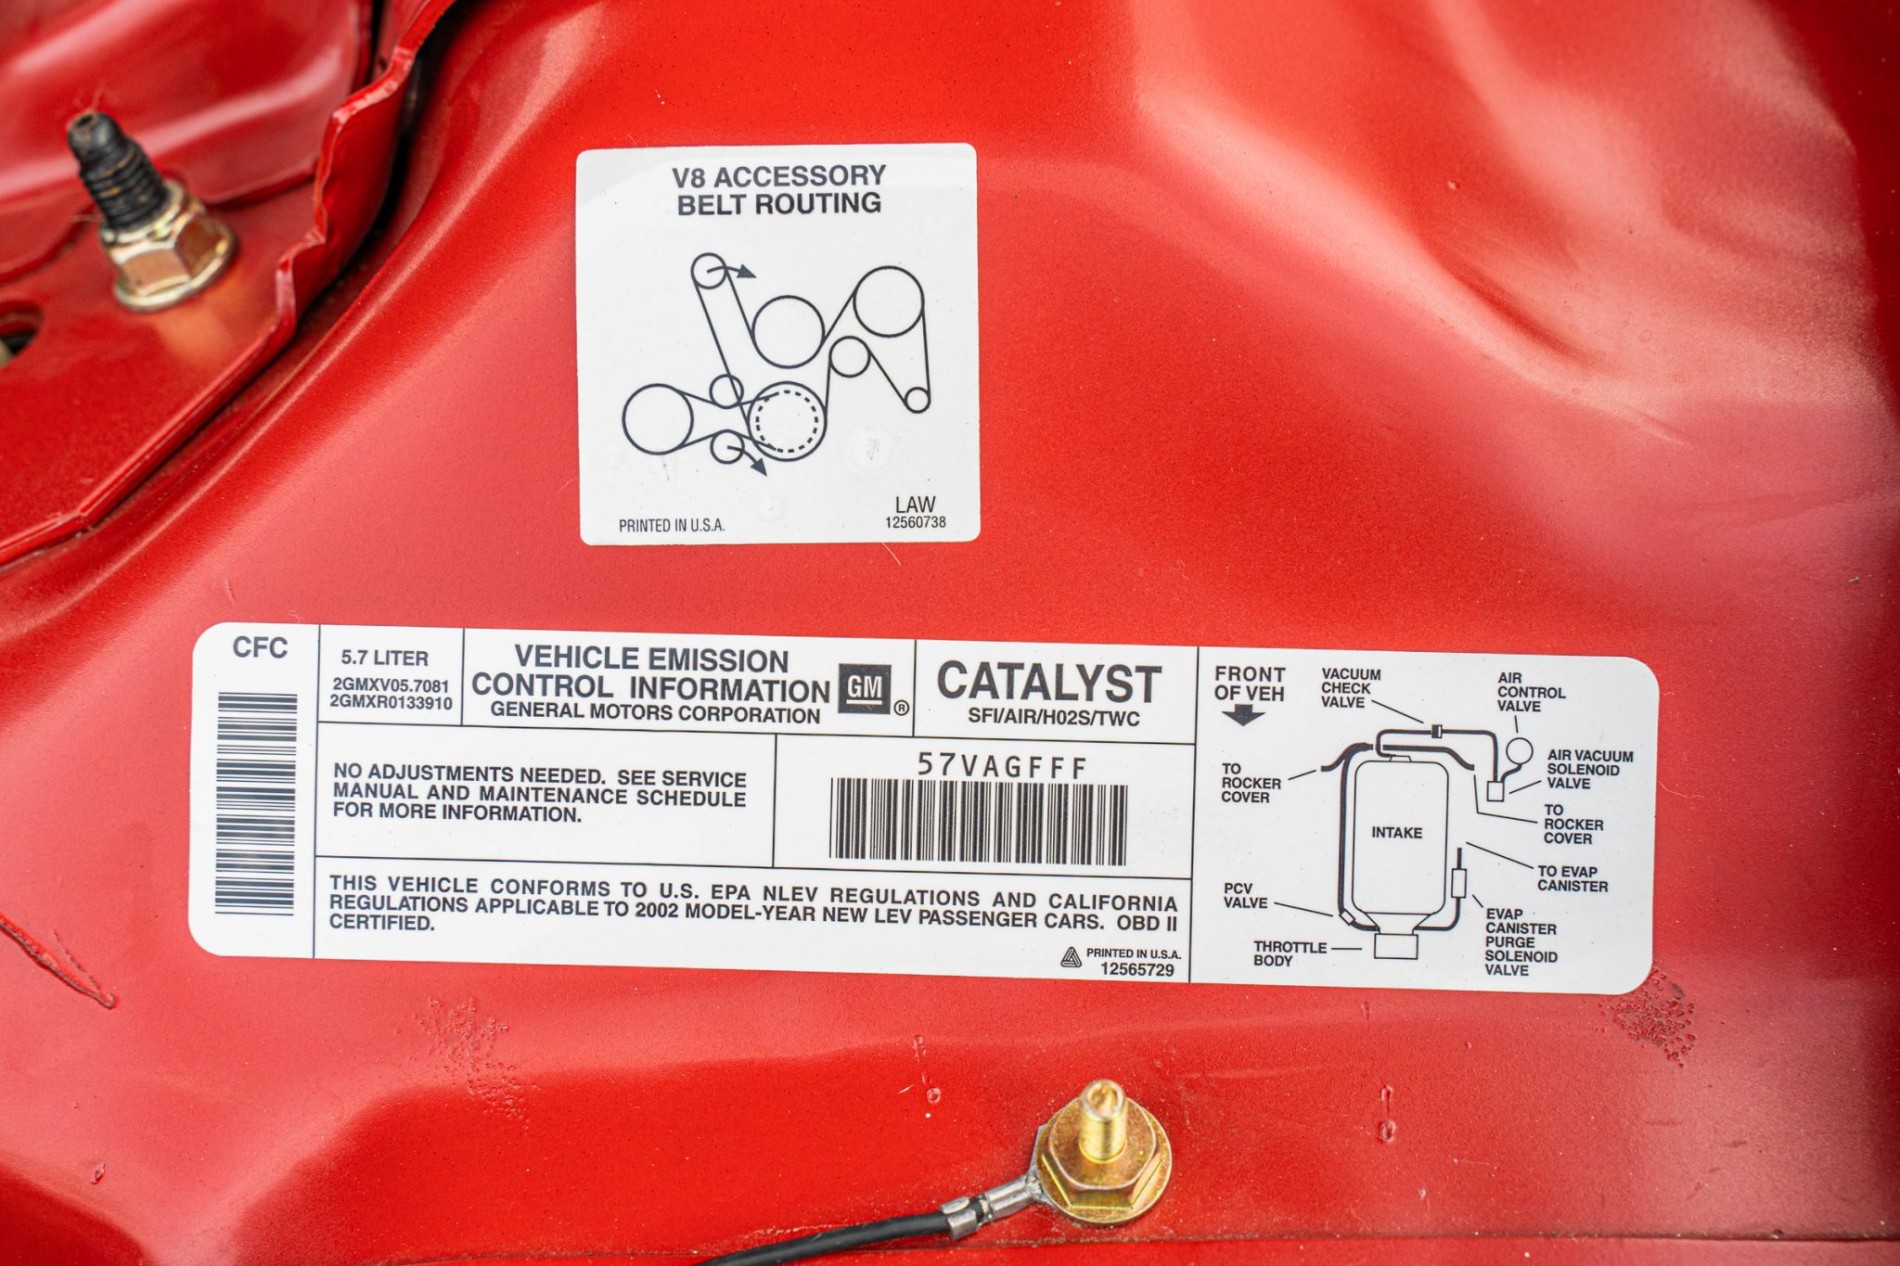 V8 ACCESSORY
BELT ROUTING
PRINTED IN U.S.A.
LAW
12560738
CFC
5.7 LITER
2GMXV05.7081
2GMXR0133910
VEHICLE EMISSION
CONTROL INFORMATION
GENERAL MOTORS CORPORATION
GM
®
CATALYST
SFI/AIR/H02S/TWC
NO ADJUSTMENTS NEEDED. SEE SERVICE
MANUAL AND MAINTENANCE SCHEDULE
FOR MORE INFORMATION.
57VAGFFF
THIS VEHICLE CONFORMS TO U.S. EPA NLEV REGULATIONS AND CALIFORNIA
REGULATIONS APPLICABLE TO 2002 MODEL-YEAR NEW LEV PASSENGER CARS. OBD II
CERTIFIED.
PRINTED IN U.S.A.
12565729
FRONT
OF VEH
VACUUM
CHECK
VALVE
AIR
CONTROL
VALVE
AIR VACUUM
SOLENOID
VALVE
TO
ROCKER
COVER
TO
ROCKER
COVER
INTAKE
TO EVAP
CANISTER
PCV
VALVE
EVAP
CANISTER
PURGE
SOLENOID
VALVE
THROTTLE
BODY